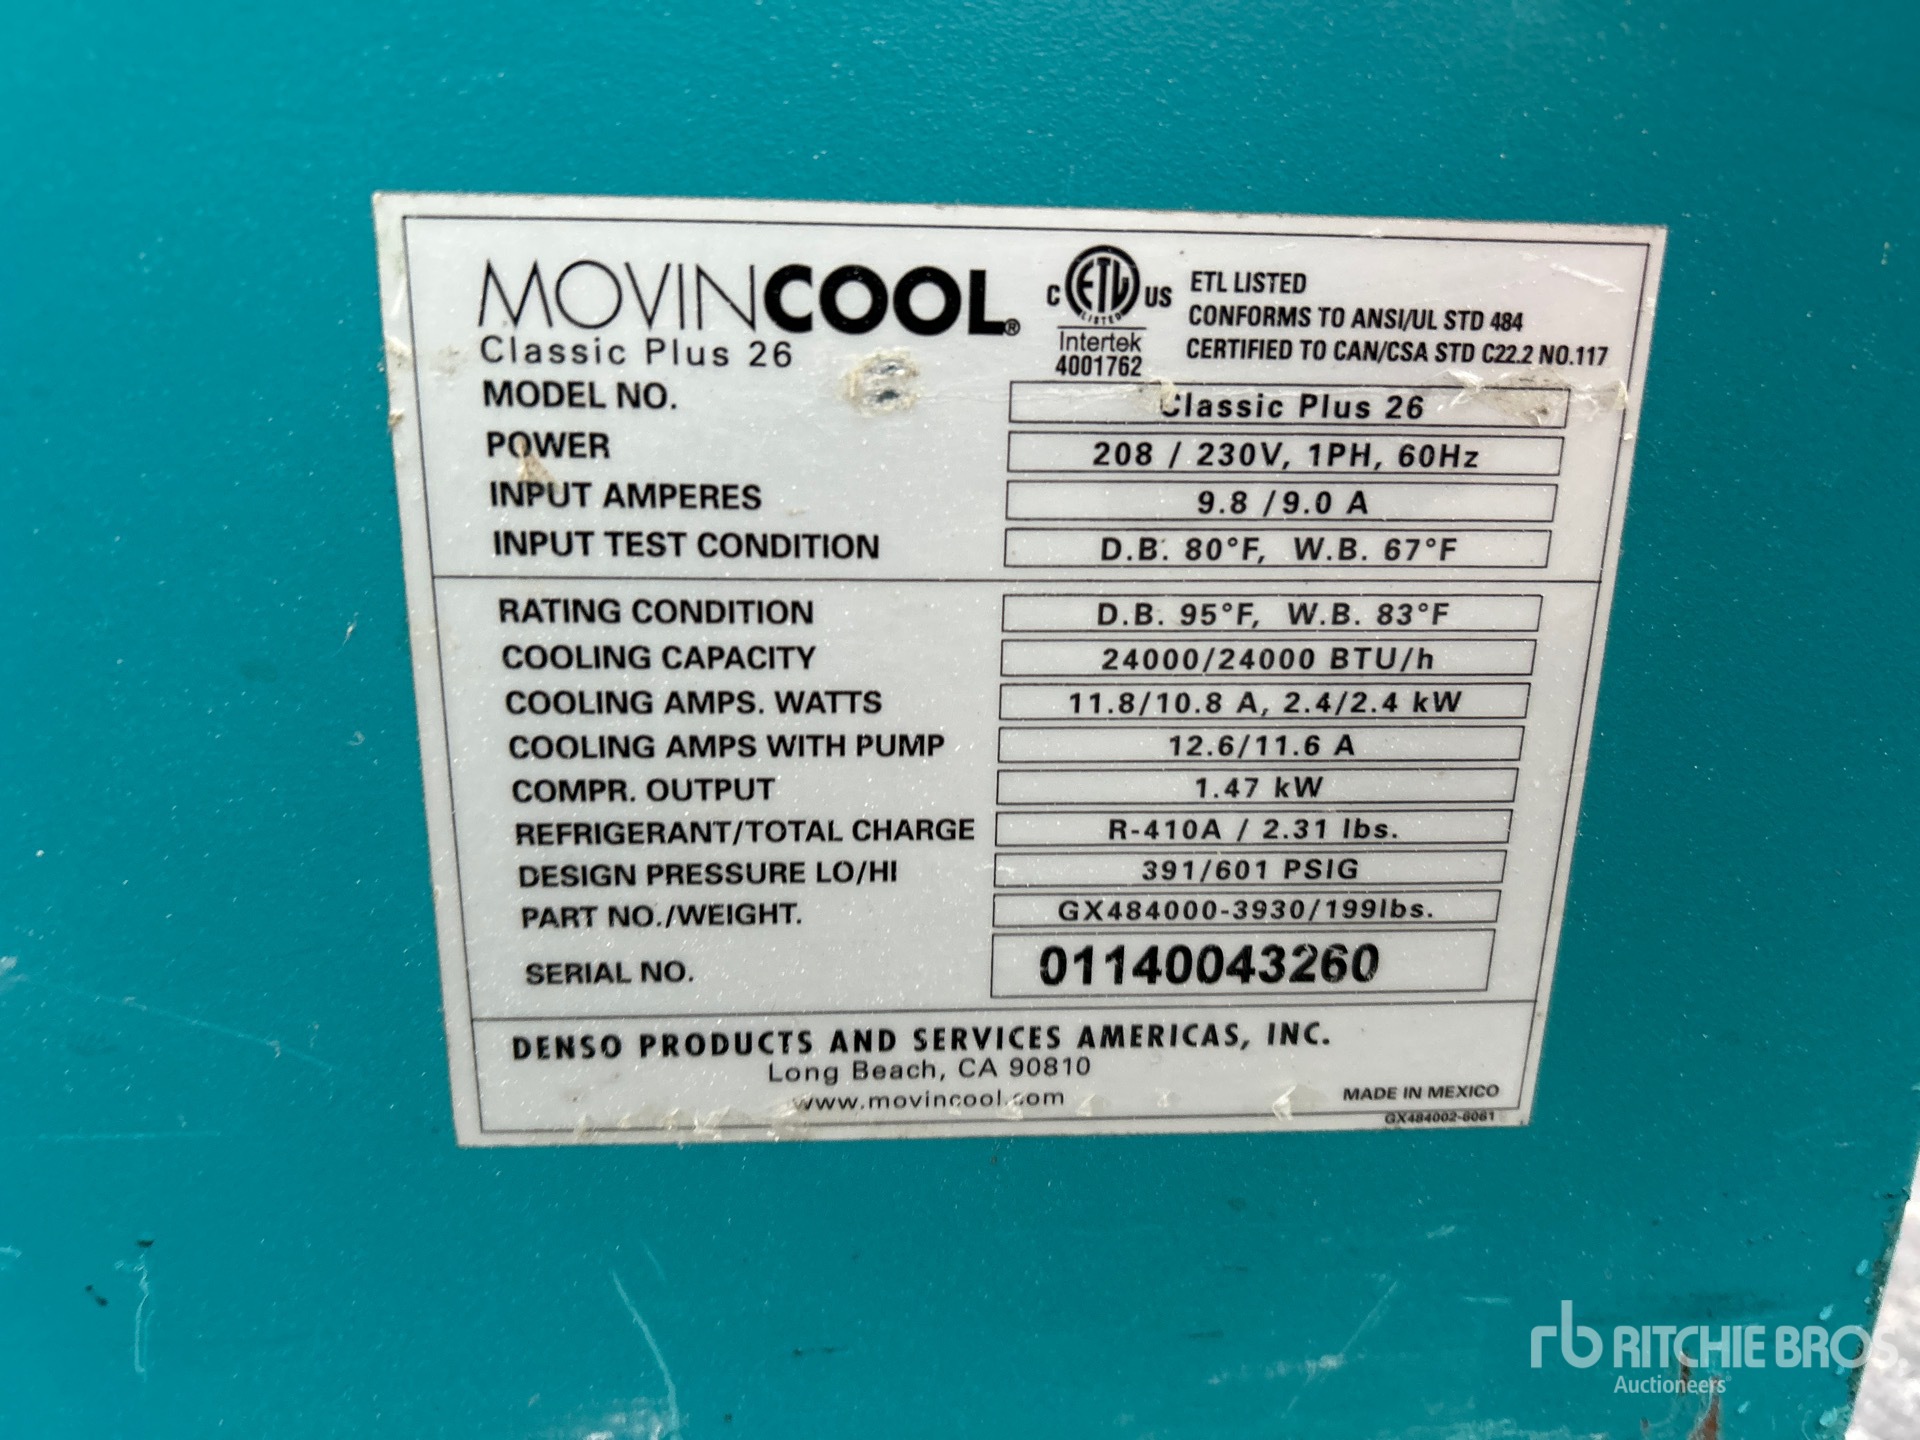 MOVINCOOL®
Classic Plus 26
C ETL US
LISTED
Intertek
4001762
ETL LISTED
CONFORMS TO ANSI/UL STD 484
CERTIFIED TO CAN/CSA STD C22.2 NO.117
MODEL NO. Classic Plus 26
POWER 208 / 230V, 1PH, 60Hz
INPUT AMPERES 9.8 /9.0 A
INPUT TEST CONDITION D.B. 80°F, W.B. 67°F
RATING CONDITION D.B. 95°F, W.B. 83°F
COOLING CAPACITY 24000/24000 BTU/h
COOLING AMPS. WATTS 11.8/10.8 A, 2.4/2.4 kW
COOLING AMPS WITH PUMP 12.6/11.6 A
COMPR. OUTPUT 1.47 kW
REFRIGERANT/TOTAL CHARGE R-410A / 2.31 lbs.
DESIGN PRESSURE LO/HI 391/601 PSIG
PART NO./WEIGHT. GX484000-3930/199lbs.
SERIAL NO. 01140043260
DENSO PRODUCTS AND SERVICES AMERICAS, INC.
Long Beach, CA 90810
www.movincool.com
MADE IN MEXICO
GX484002-6061
rb RITCHIE BROS.
Auctioneers